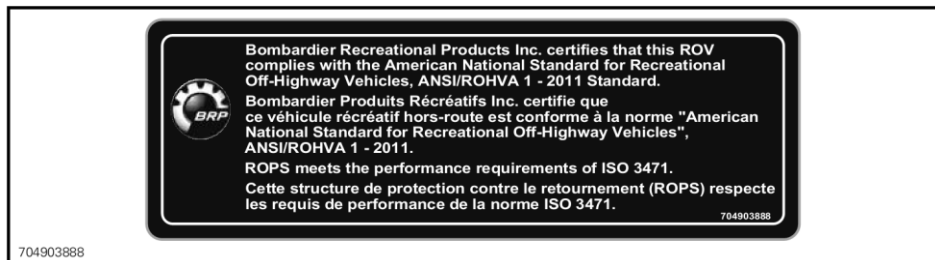 Bombardier Recreational Products Inc. certifies that this ROV
complies with the American National Standard for Recreational
Off-Highway Vehicles, ANSI/ROHVA 1 - 2011 Standard.
BRP
Bombardier Produits Récréatifs Inc. certifie que
ce véhicule récréatif hors-route est conforme à la norme "American
National Standard for Recreational Off-Highway Vehicles",
ANSI/ROHVA 1 - 2011.
ROPS meets the performance requirements of ISO 3471.
Cette structure de protection contre le retournement (ROPS) respecte
les requis de performance de la norme ISO 3471.
704903888
704903888